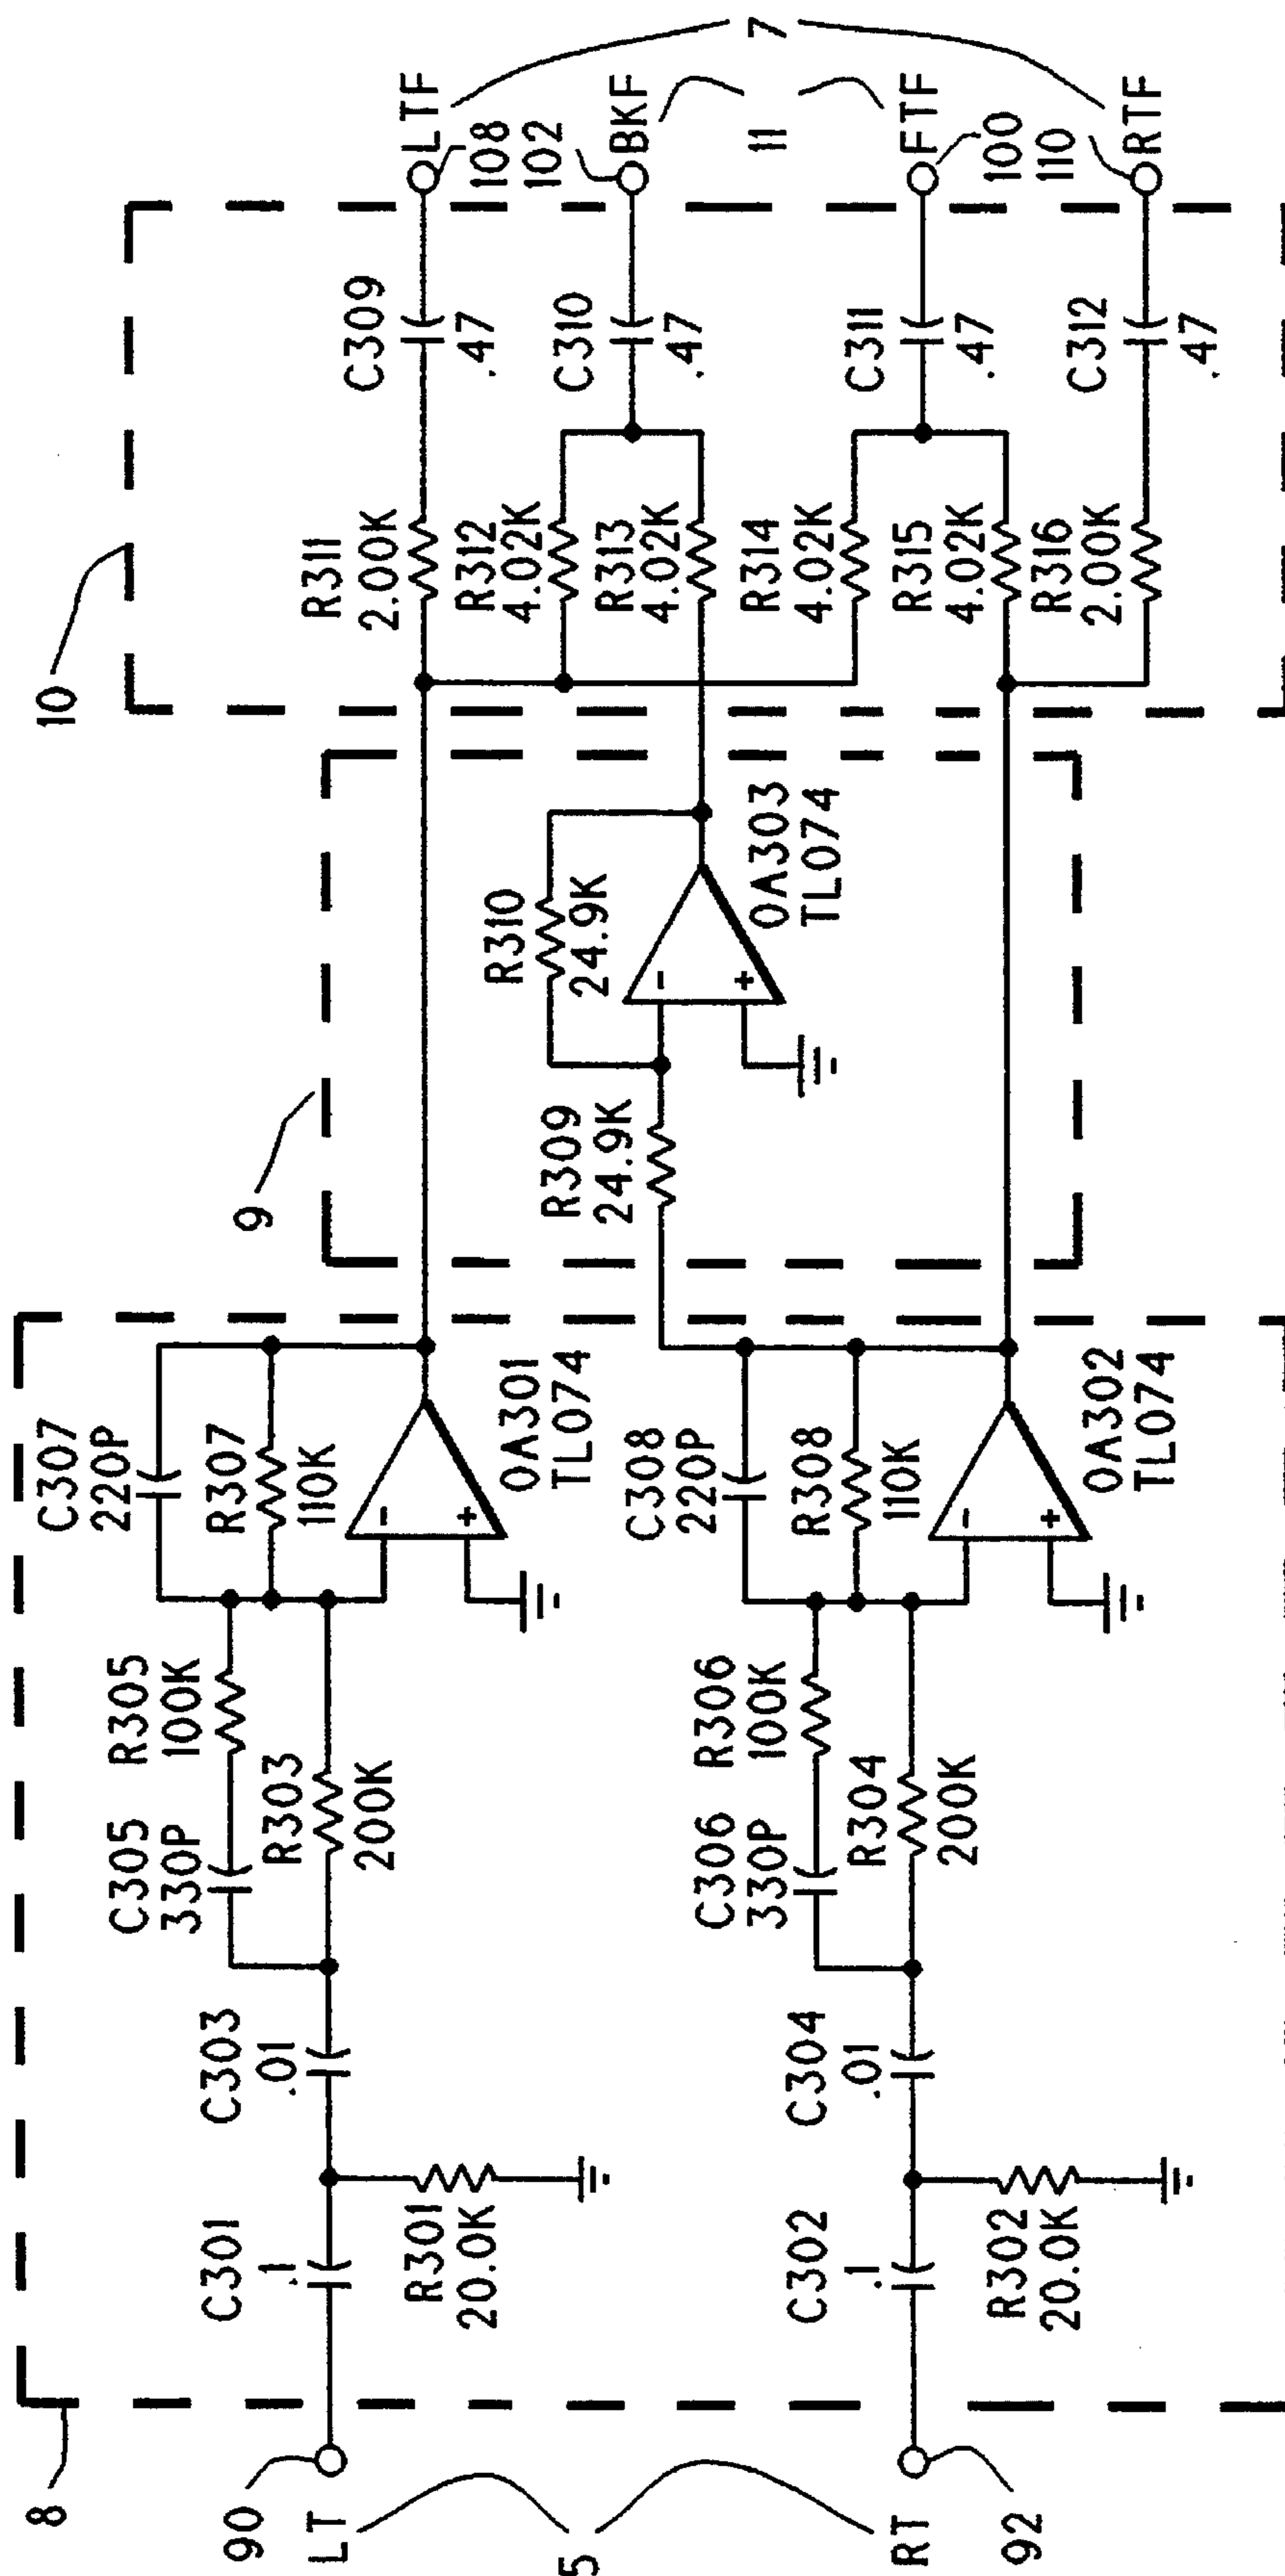 8
90
LT
5
RT
92
C301
.1
R301
20.0K
C303
.01
C305
330P
R305
100K
R303
200K
C307
220P
R307
110K
-
+
OA301
TL074
C302
.1
R302
20.0K
C304
.01
C306
330P
R306
100K
R304
200K
C308
220P
R308
110K
-
+
OA302
TL074
9
R309
24.9K
R310
24.9K
-
+
OA303
TL074
10
R311
2.00K
R312
4.02K
R313
4.02K
R314
4.02K
R315
4.02K
R316
2.00K
C309
.47
C310
.47
C311
.47
C312
.47
LTF
108
102
BKF
11
7
FTF
100
110
RTF